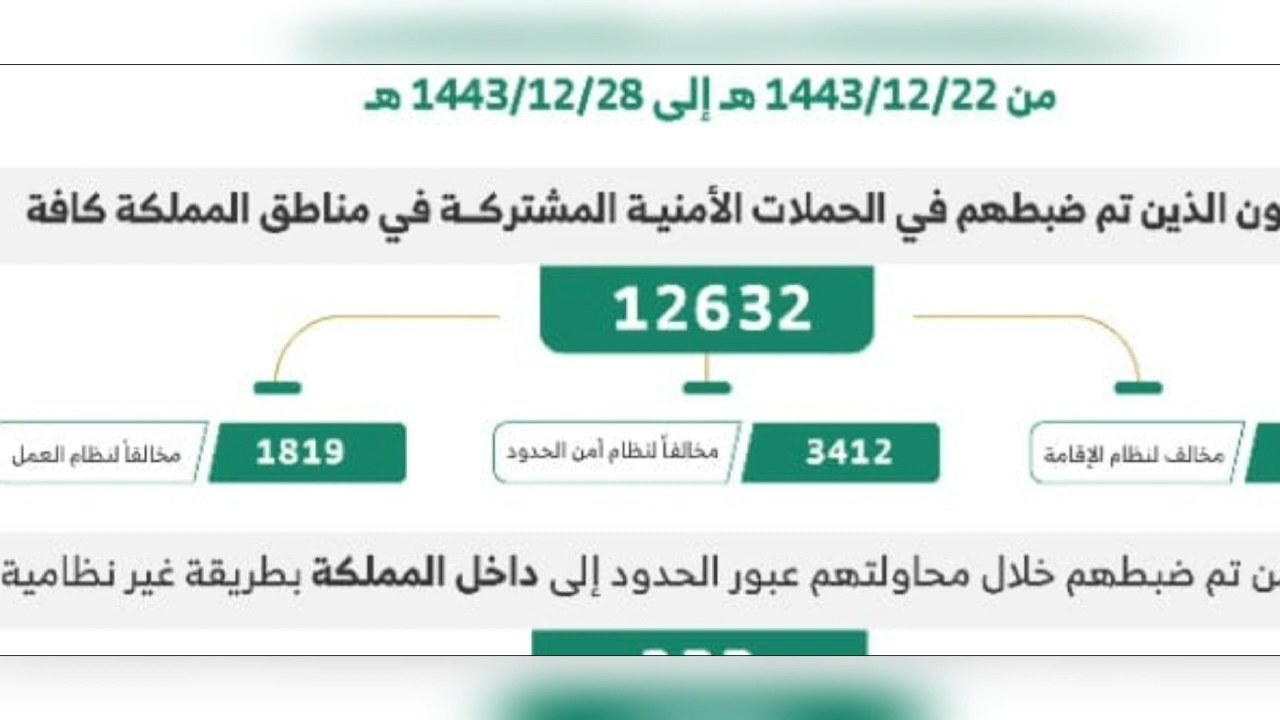 من 1443/12/22 هـ إلى 1443/12/28 هـ
الذين تم ضبطهم في الحملات الأمنية المشتركة في مناطق المملكة كافة
12632
مخالف لنظام الإقامة
3412 مخالفاً لنظام أمن الحدود
1819 مخالفاً لنظام العمل
تم ضبطهم خلال محاولتهم عبور الحدود إلى داخل المملكة بطريقة غير نظامية